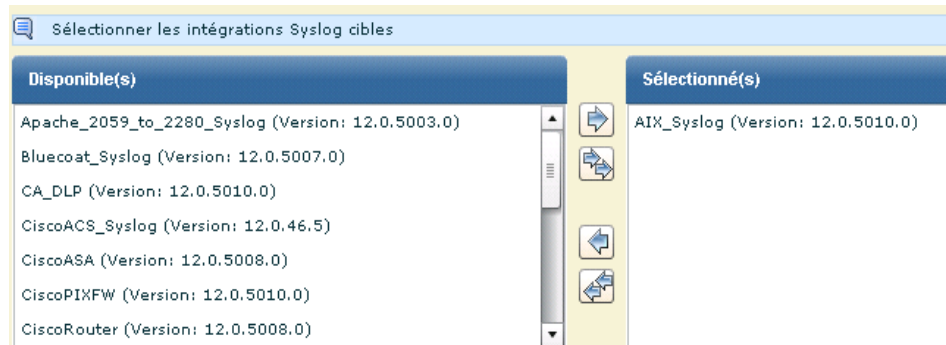 Sélectionner les intégrations Syslog cibles
Disponible(s)
Apache_2059_to_2280_Syslog (Version: 12.0.5003.0)
Bluecoat_Syslog (Version: 12.0.5007.0)
CA_DLP (Version: 12.0.5010.0)
CiscoACS_Syslog (Version: 12.0.46.5)
CiscoASA (Version: 12.0.5008.0)
CiscoPIXFW (Version: 12.0.5010.0)
CiscoRouter (Version: 12.0.5008.0)
Sélectionné(s)
AIX_Syslog (Version: 12.0.5010.0)